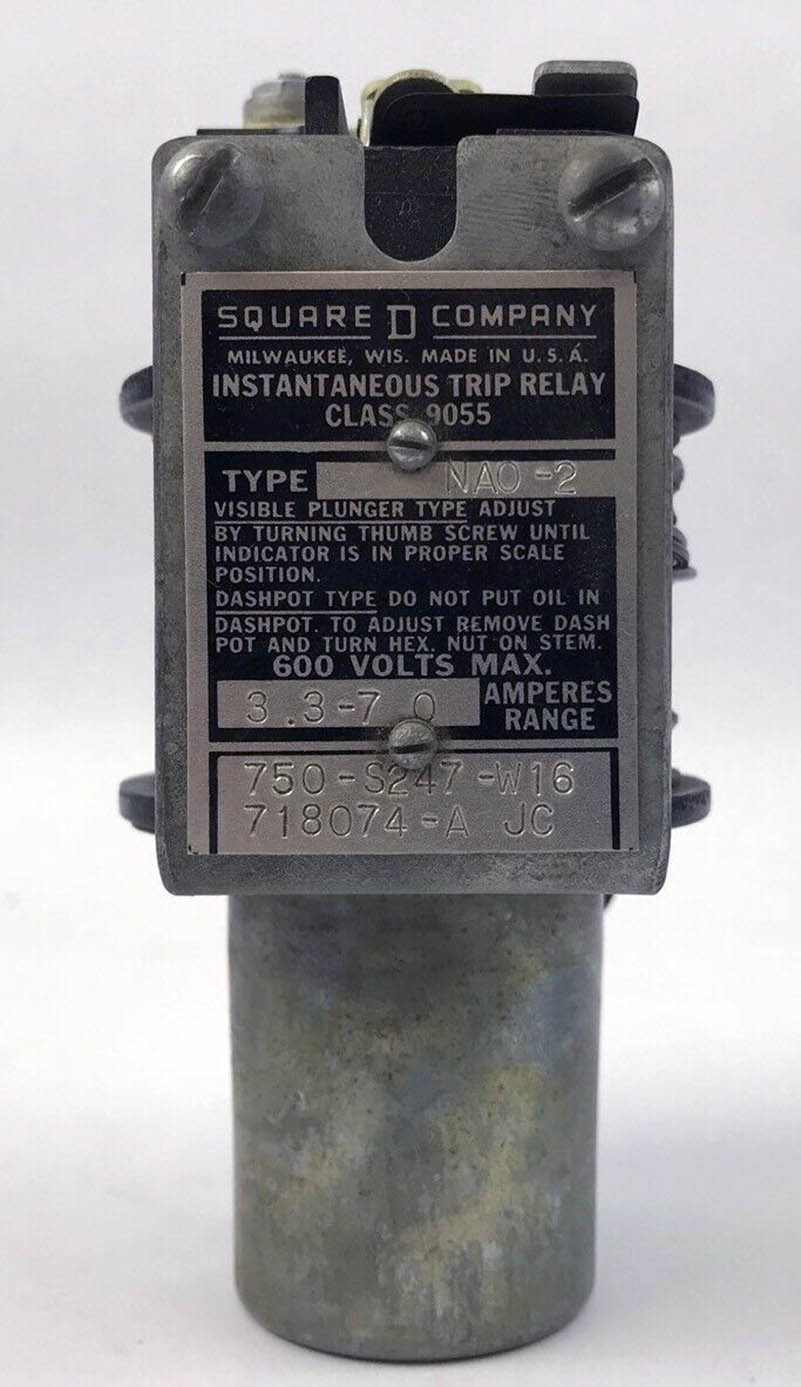 SQUARE D COMPANY
MILWAUKEE, WIS. MADE IN U.S.A.
INSTANTANEOUS TRIP RELAY
CLASS 9055
TYPE NAO-2
VISIBLE PLUNGER TYPE ADJUST
BY TURNING THUMB SCREW UNTIL
INDICATOR IS IN PROPER SCALE
POSITION.
DASHPOT TYPE DO NOT PUT OIL IN
DASHPOT. TO ADJUST REMOVE DASH
POT AND TURN HEX. NUT ON STEM.
600 VOLTS MAX.
3.3-7 0 AMPERES
RANGE
750-S247-W16
718074-A JC